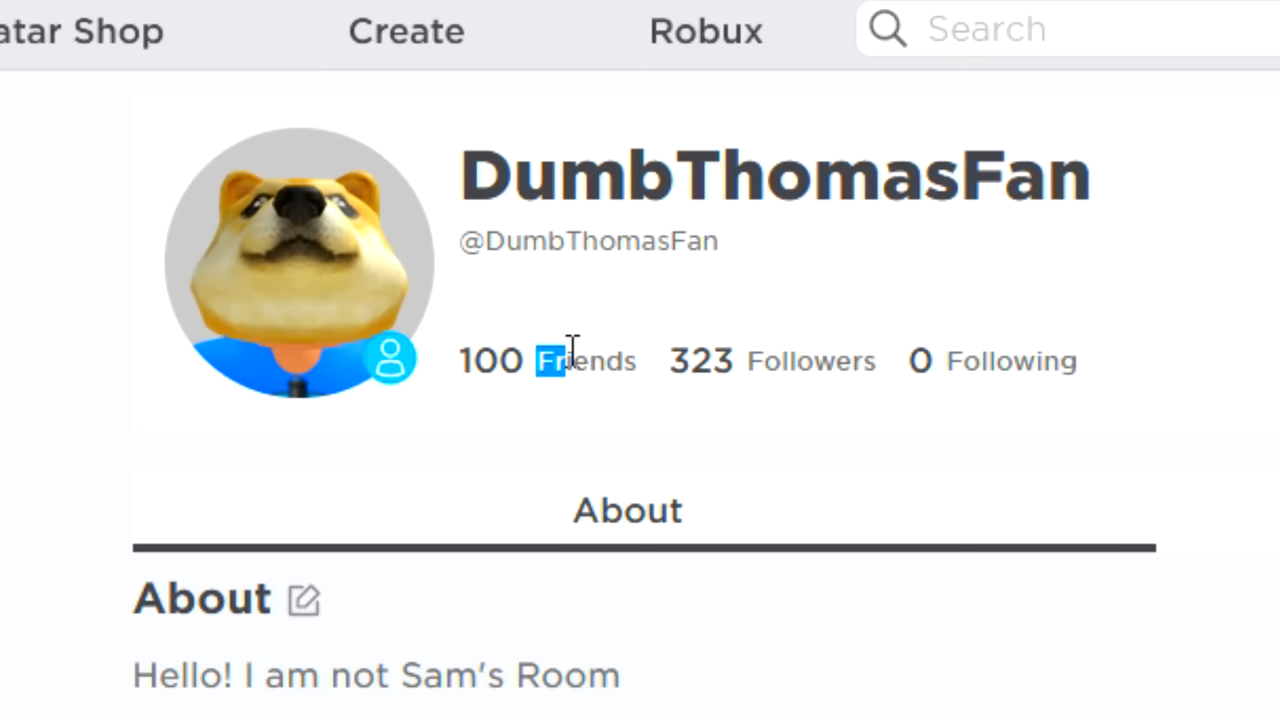 atar Shop Create Robux Search
DumbThomasFan
@DumbThomasFan
100 Friends 323 Followers 0 Following
About
About
Hello! I am not Sam's Room